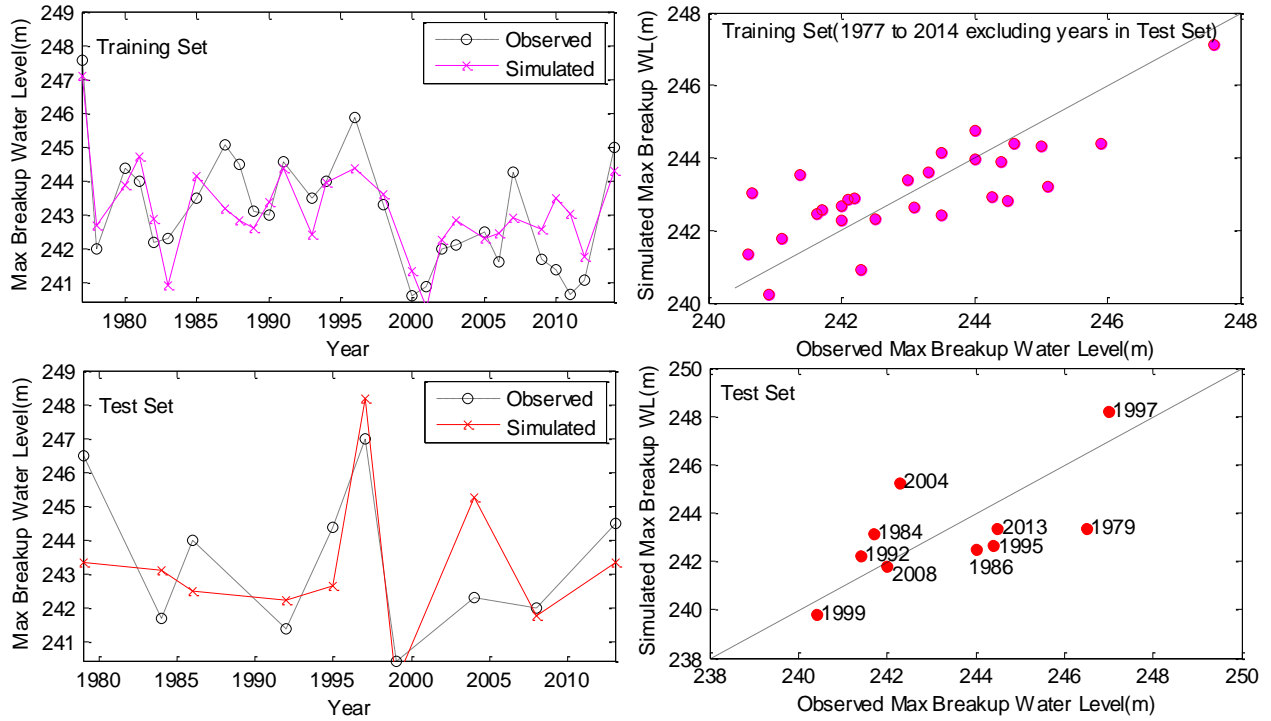 249
248
247
246
245
244
243
242
241
Max Breakup Water Level(m)
Training Set
Observed
Simulated
1980 1985 1990 1995 2000 2005 2010
Year
248
246
244
242
240
Simulated Max Breakup WL(m)
Training Set(1977 to 2014 excluding years in Test Set)
240 242 244 246 248
Observed Max Breakup Water Level(m)
249
248
247
246
245
244
243
242
241
Max Breakup Water Level(m)
Test Set
Observed
Simulated
1980 1985 1990 1995 2000 2005 2010
Year
250
248
246
244
242
240
238
Simulated Max Breakup WL(m)
Test Set
1997
2004
1984
2013
1979
1992
1995
2008
1986
1999
238 240 242 244 246 248 250
Observed Max Breakup Water Level(m)